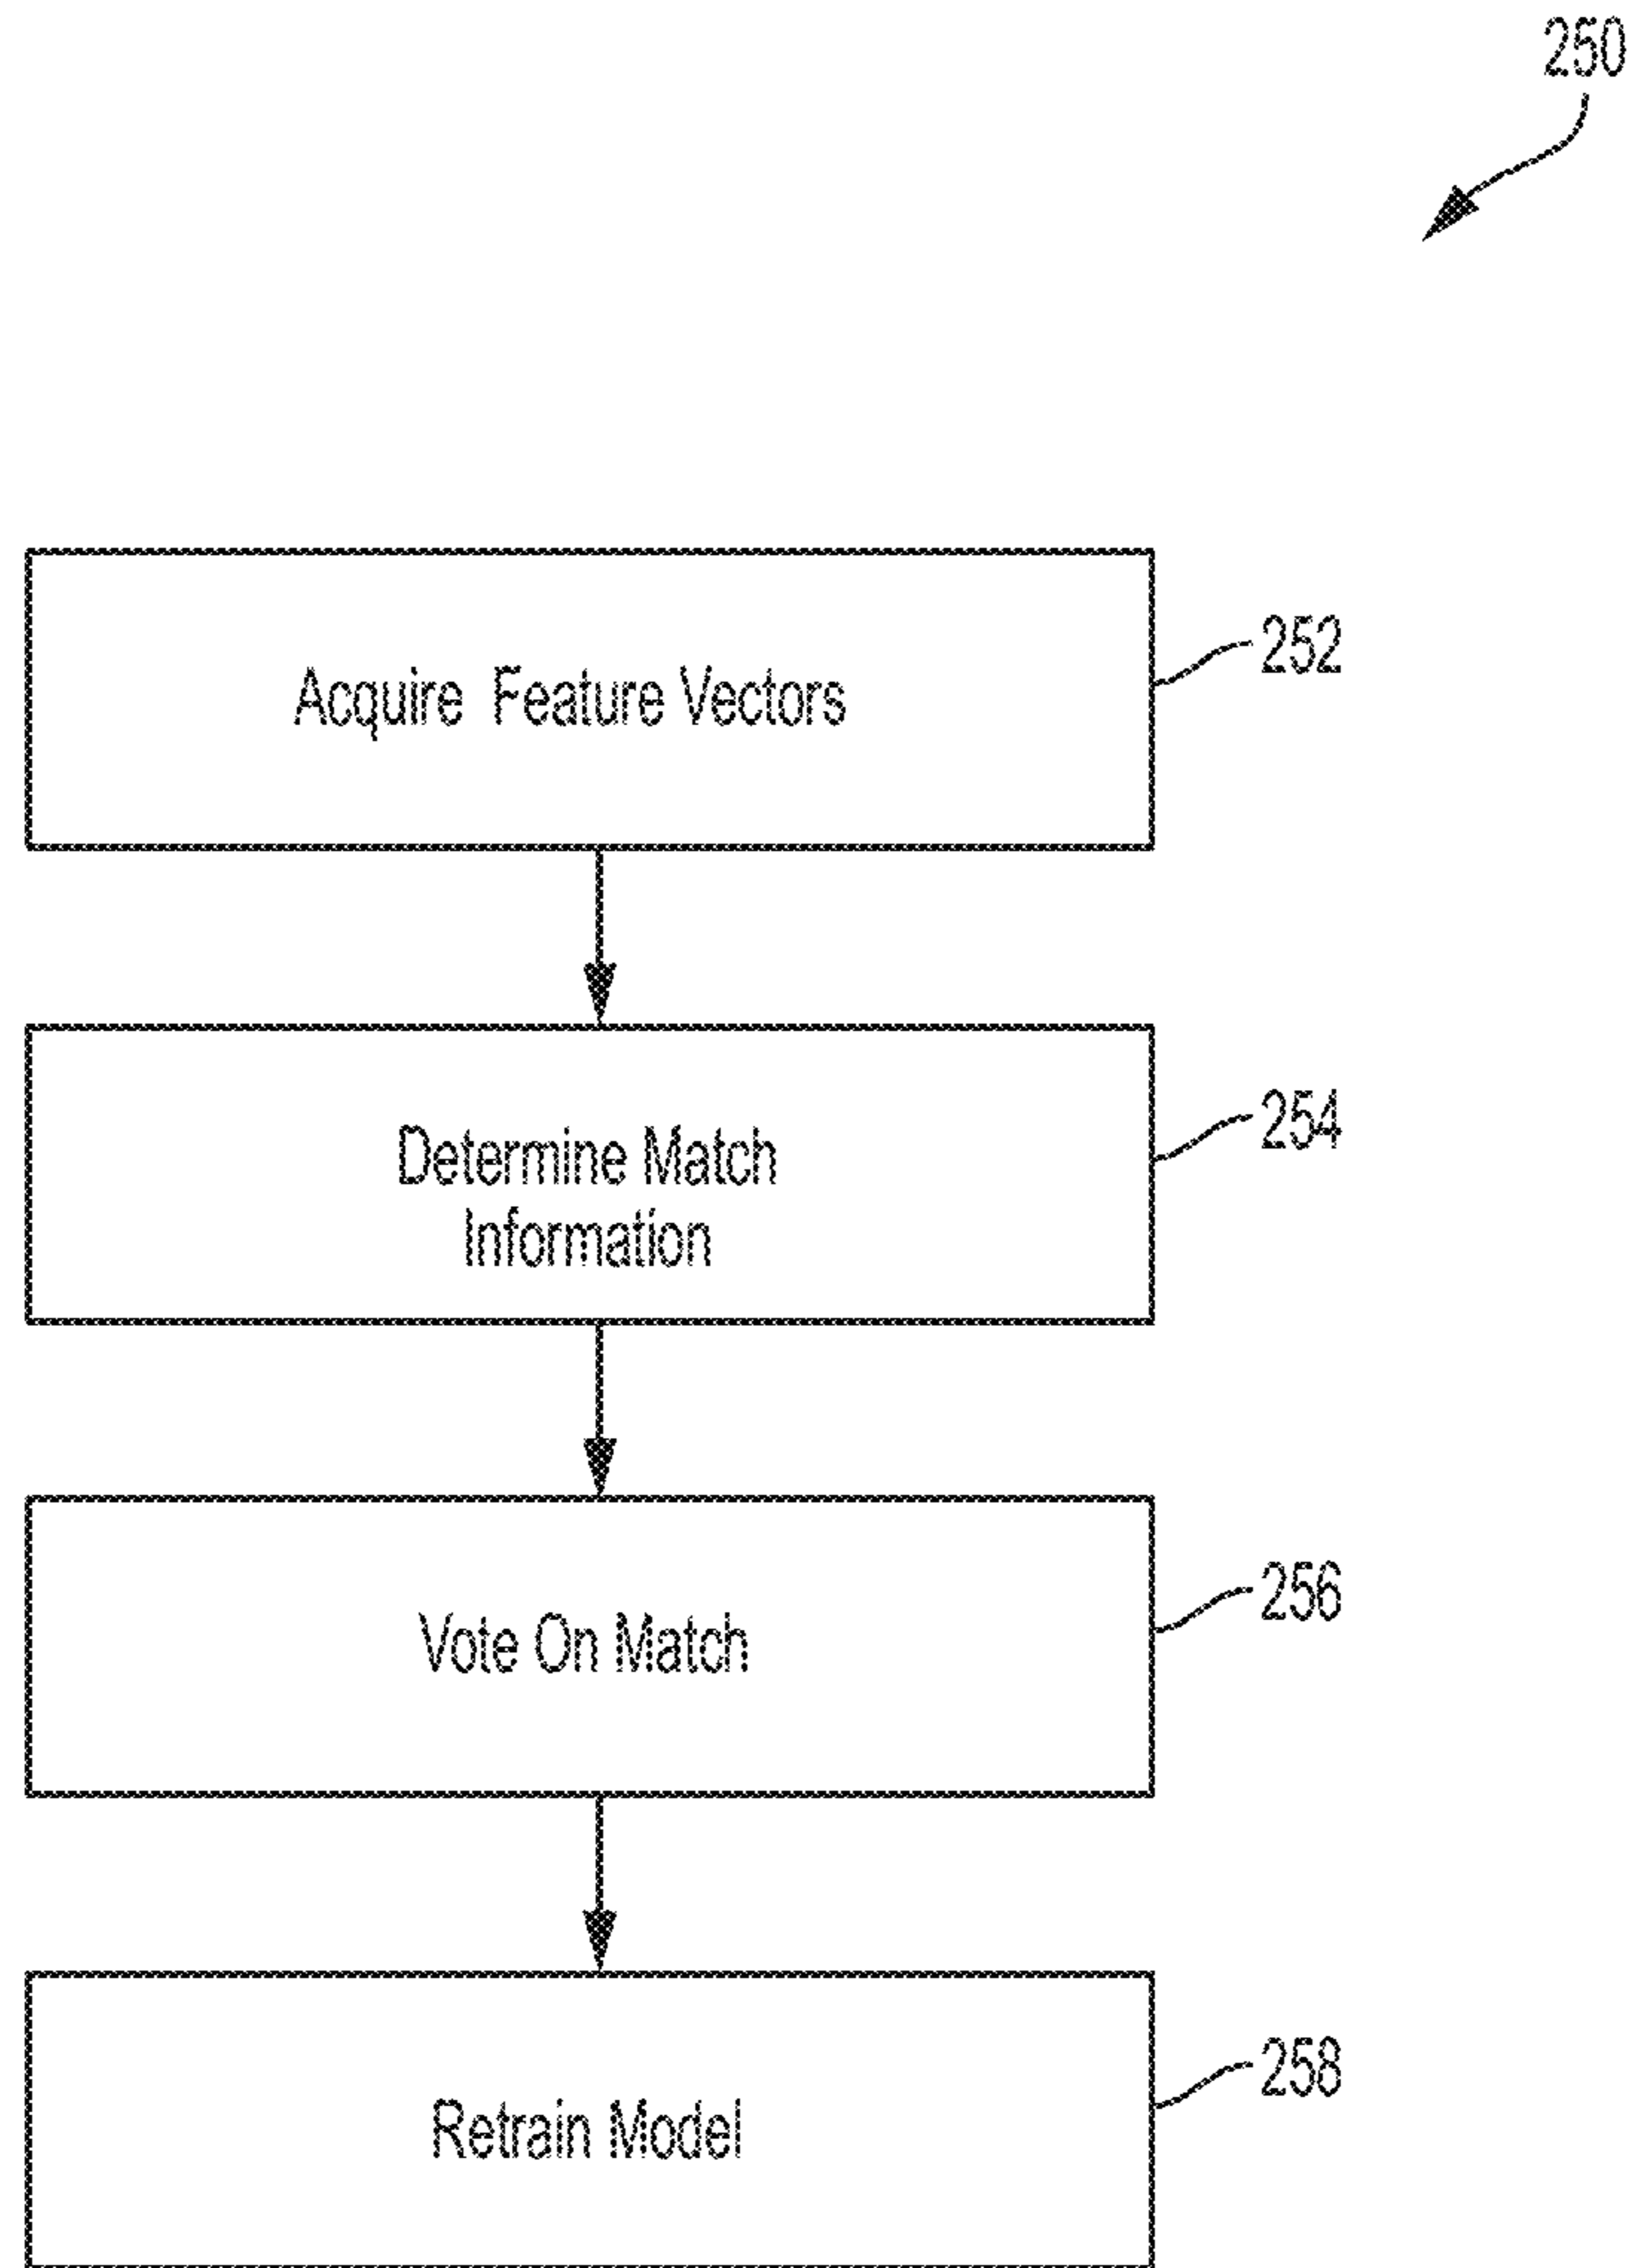 250
Acquire Feature Vectors
252
Determine Match
Information
254
Vote On Match
256
Retrain Model
258